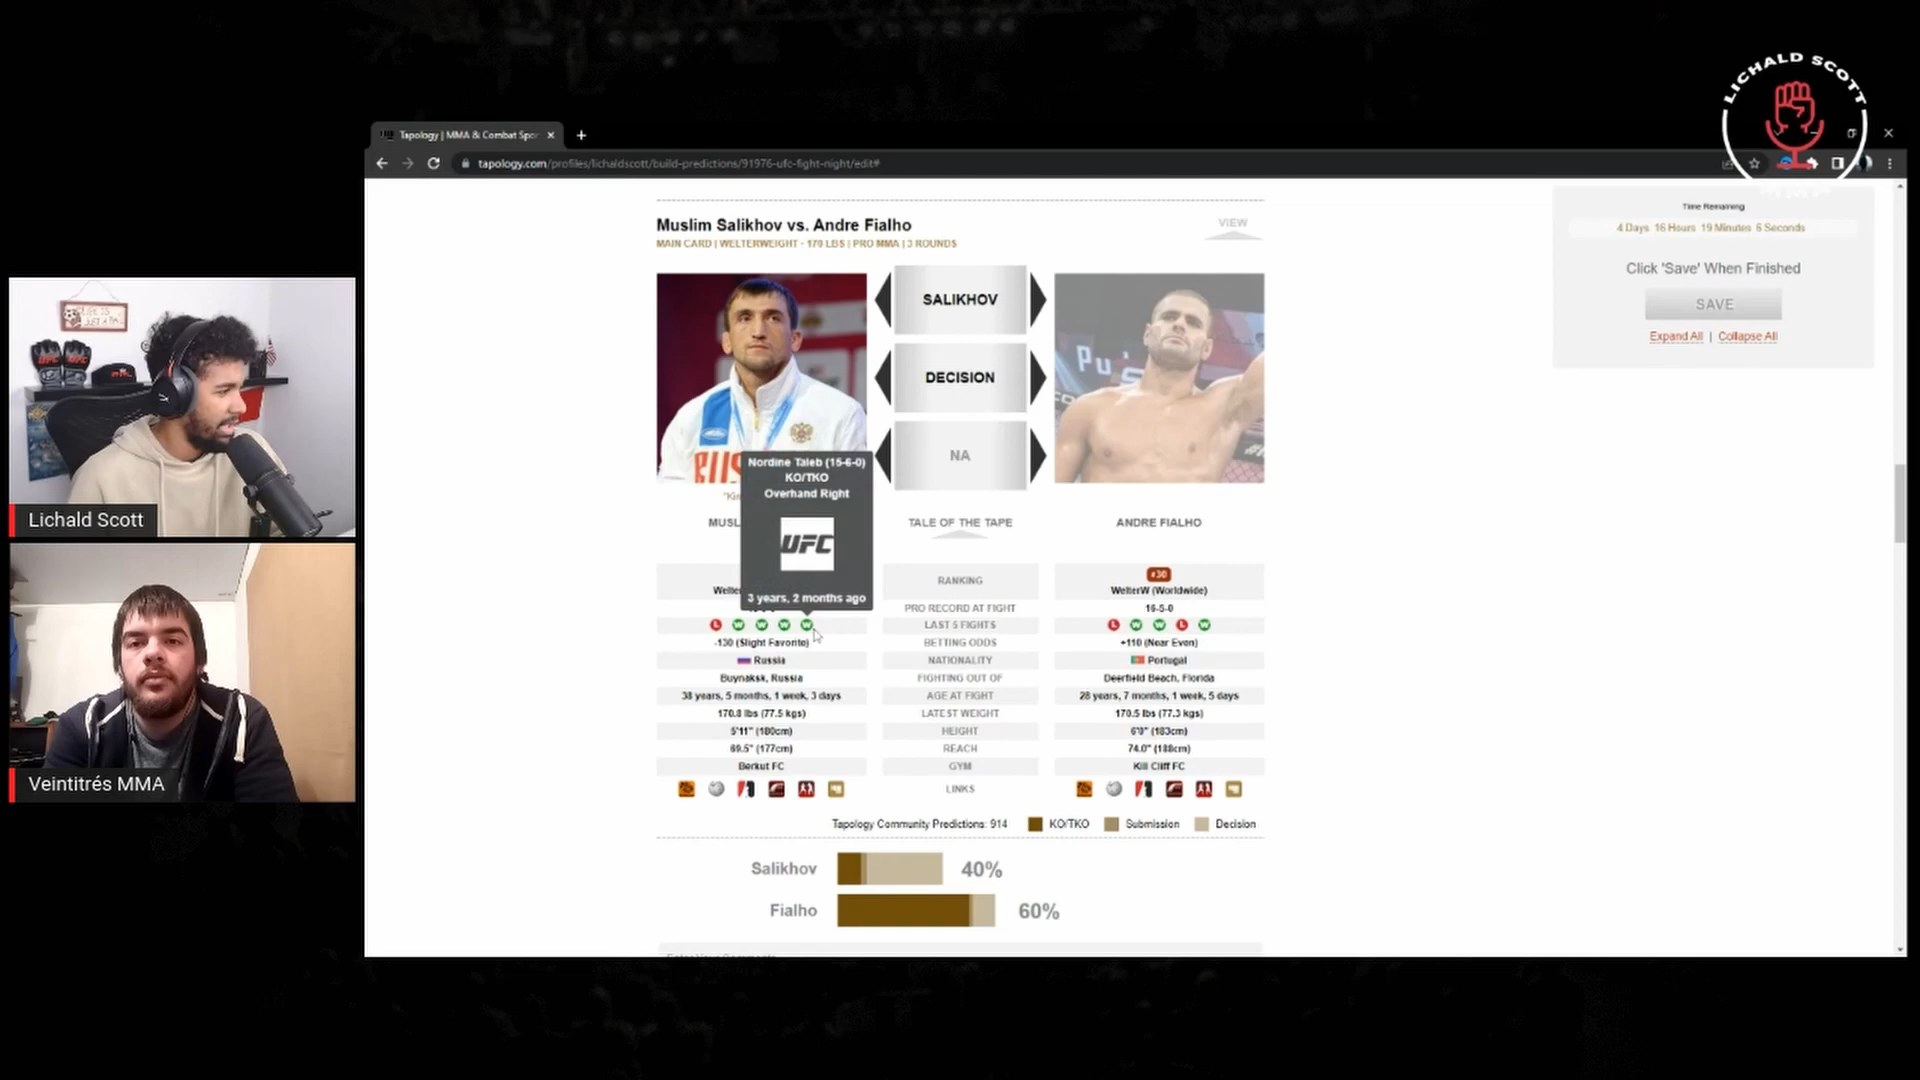 LICHALD SCOTT
Tapology | MMA & Combat Spor
tapology.com/profiles/lichaldscott/build-predictions/91976-ufc-fight-night/edit#
Muslim Salikhov vs. Andre Fialho
VIEW
MAIN CARD | WELTERWEIGHT · 170 LBS | PRO MMA | 3 ROUNDS
Time Remaining
4 Days 16 Hours 19 Minutes 6 Seconds
Click 'Save' When Finished
SAVE
Expand All | Collapse All
SALIKHOV
DECISION
NA
Nordine Taleb (15-6-0)
KO/TKO
Overhand Right
UFC
3 years, 2 months ago
MUSL
TALE OF THE TAPE
ANDRE FIALHO
#30
Welte
RANKING
WelterW (Worldwide)
PRO RECORD AT FIGHT
16-5-0
L W W W W
LAST 5 FIGHTS
L W W L W
-130 (Slight Favorite)
BETTING ODDS
+110 (Near Even)
Russia
NATIONALITY
Portugal
Buynaksk, Russia
FIGHTING OUT OF
Deerfield Beach, Florida
38 years, 5 months, 1 week, 3 days
AGE AT FIGHT
28 years, 7 months, 1 week, 5 days
170.8 lbs (77.5 kgs)
LATEST WEIGHT
170.5 lbs (77.3 kgs)
5'11" (180cm)
HEIGHT
6'0" (183cm)
69.5" (177cm)
REACH
74.0" (188cm)
Berkut FC
GYM
Kill Cliff FC
LINKS
Tapology Community Predictions: 914
KO/TKO
Submission
Decision
Salikhov
40%
Fialho
60%
Lichald Scott
Veintitrés MMA